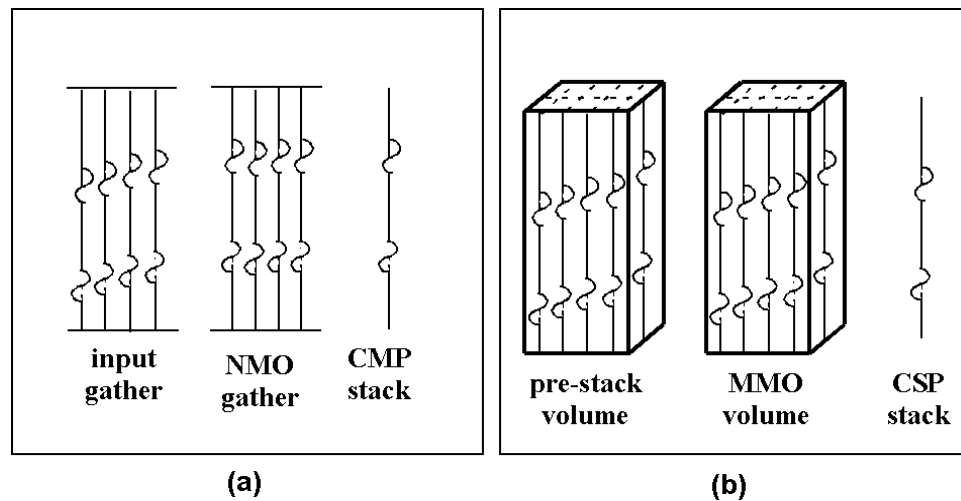 input
gather
NMO
gather
CMP
stack
pre-stack
volume
MMO
volume
CSP
stack
(a)
(b)